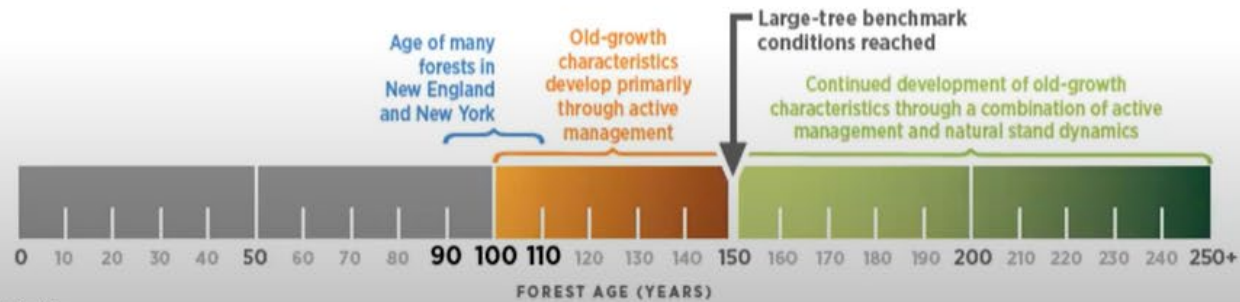 Large-tree benchmark
conditions reached
Age of many
forests in
New England
and New York
Old-growth
characteristics
develop primarily
through active
management
Continued development of old-growth
characteristics through a combination of active
management and natural stand dynamics
0 10 20 30 40 50 60 70 80 90 100 110 120 130 140 150 160 170 180 190 200 210 220 230 240 250+
FOREST AGE (YEARS)